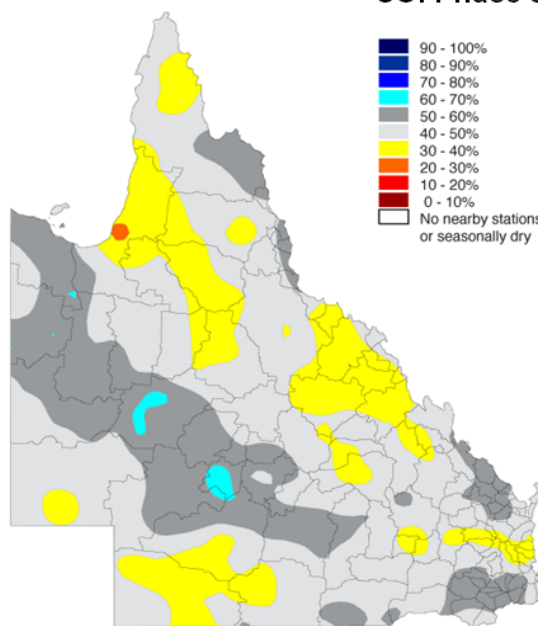 90 - 100%
80 - 90%
70 - 80%
60 - 70%
50 - 60%
40 - 50%
30 - 40%
20 - 30%
10 - 20%
0 - 10%
No nearby stations
or seasonally dry